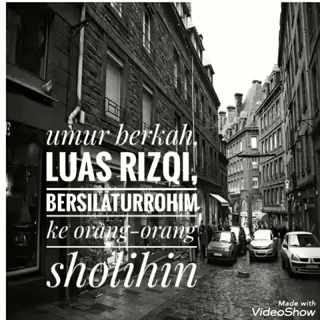 umur berkah,
LUAS RIZQI,
BERSILATURROHIM
ke orang-orang
sholihin
Made with
VideoShow